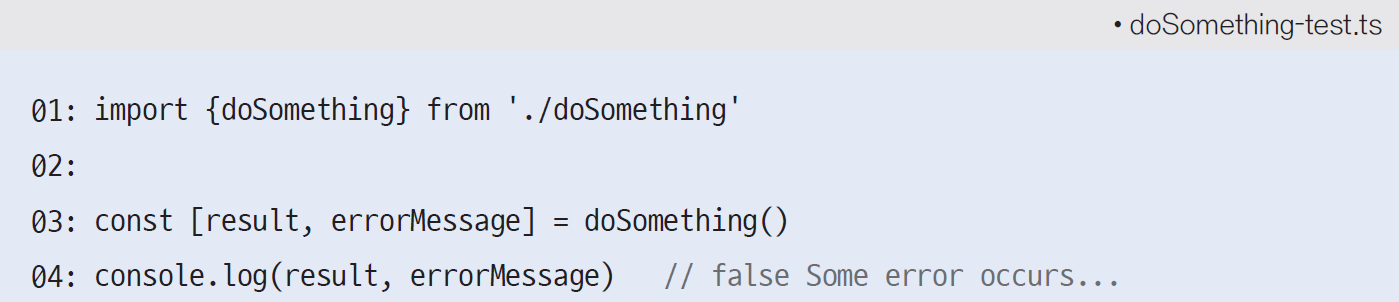 • doSomething-test.ts
01: import {doSomething} from './doSomething'
02:
03: const [result, errorMessage] = doSomething()
04: console.log(result, errorMessage)   // false Some error occurs...